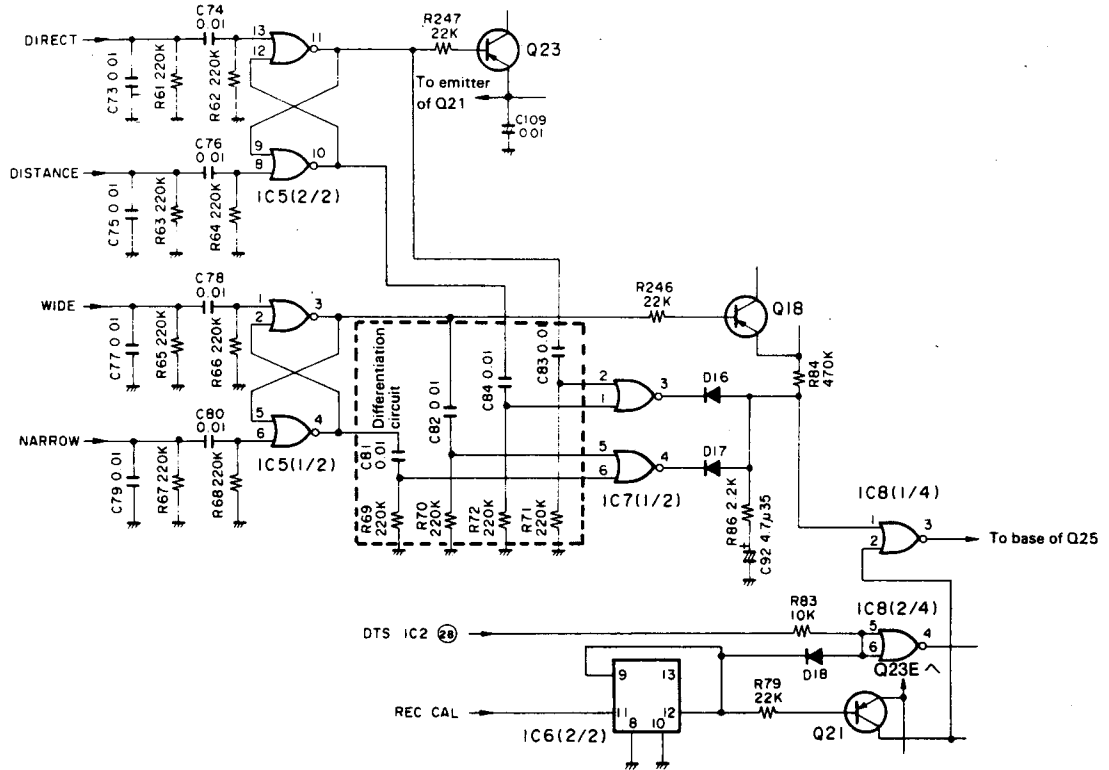 DIRECT
C74
0.01
13
12
11
R247
22K
Q23
C73 0.01
R61 220K
R62 220K
To emitter
of Q21
C109
0.01
DISTANCE
C76
0.01
9
8
10
IC5(2/2)
C75 0.01
R63 220K
R64 220K
WIDE
C78
0.01
1
2
3
R246
22K
Q18
C77 0.01
R65 220K
R66 220K
Differentiation
circuit
C82 0.01
C84 0.01
C83 0.01
2
1
3
D16
R84
470K
NARROW
C80
0.01
5
6
4
IC5(1/2)
C79 0.01
R67 220K
R68 220K
C81
0.01
5
6
4
D17
IC7(1/2)
R69
220K
R70
220K
R72
220K
R71
220K
R86 2.2K
C92 4.7μ35
IC8(1/4)
1
2
3
To base of Q25
DTS IC2 28
R83
10K
IC8(2/4)
5
6
4
D18
Q23E ^
9
13
REC CAL
11
12
8
10
IC6(2/2)
R79
22K
Q21